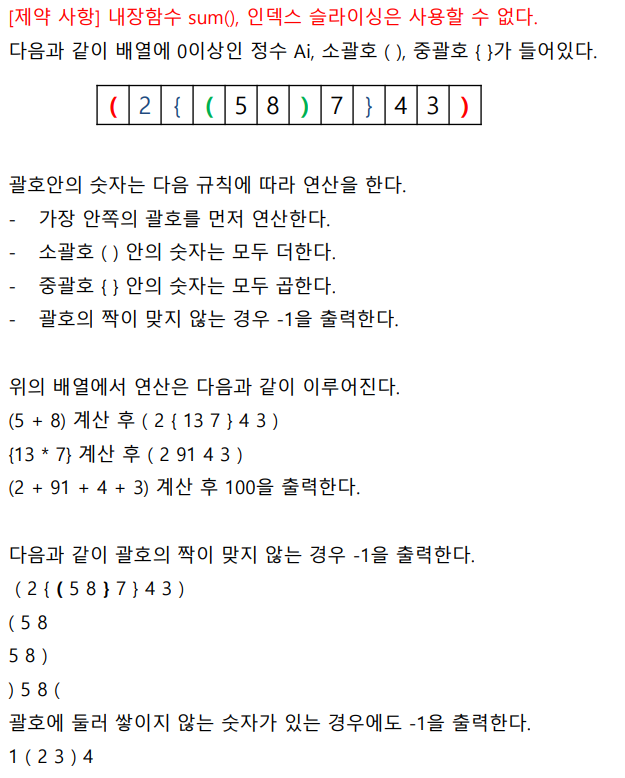 [제약 사항] 내장함수 sum(), 인덱스 슬라이싱은 사용할 수 없다.
다음과 같이 배열에 0이상인 정수 Ai, 소괄호 ( ), 중괄호 { }가 들어있다.
( 2 { ( 5 8 ) 7 } 4 3 )
괄호안의 숫자는 다음 규칙에 따라 연산을 한다.
- 가장 안쪽의 괄호를 먼저 연산한다.
- 소괄호 ( ) 안의 숫자는 모두 더한다.
- 중괄호 { } 안의 숫자는 모두 곱한다.
- 괄호의 짝이 맞지 않는 경우 -1을 출력한다.
위의 배열에서 연산은 다음과 같이 이루어진다.
(5 + 8) 계산 후 ( 2 { 13 7 } 4 3 )
{13 * 7} 계산 후 ( 2 91 4 3 )
(2 + 91 + 4 + 3) 계산 후 100을 출력한다.
다음과 같이 괄호의 짝이 맞지 않는 경우 -1을 출력한다.
( 2 { ( 5 8 } 7 } 4 3 )
( 5 8
5 8 )
) 5 8 (
괄호에 둘러 쌓이지 않는 숫자가 있는 경우에도 -1을 출력한다.
1 ( 2 3 ) 4